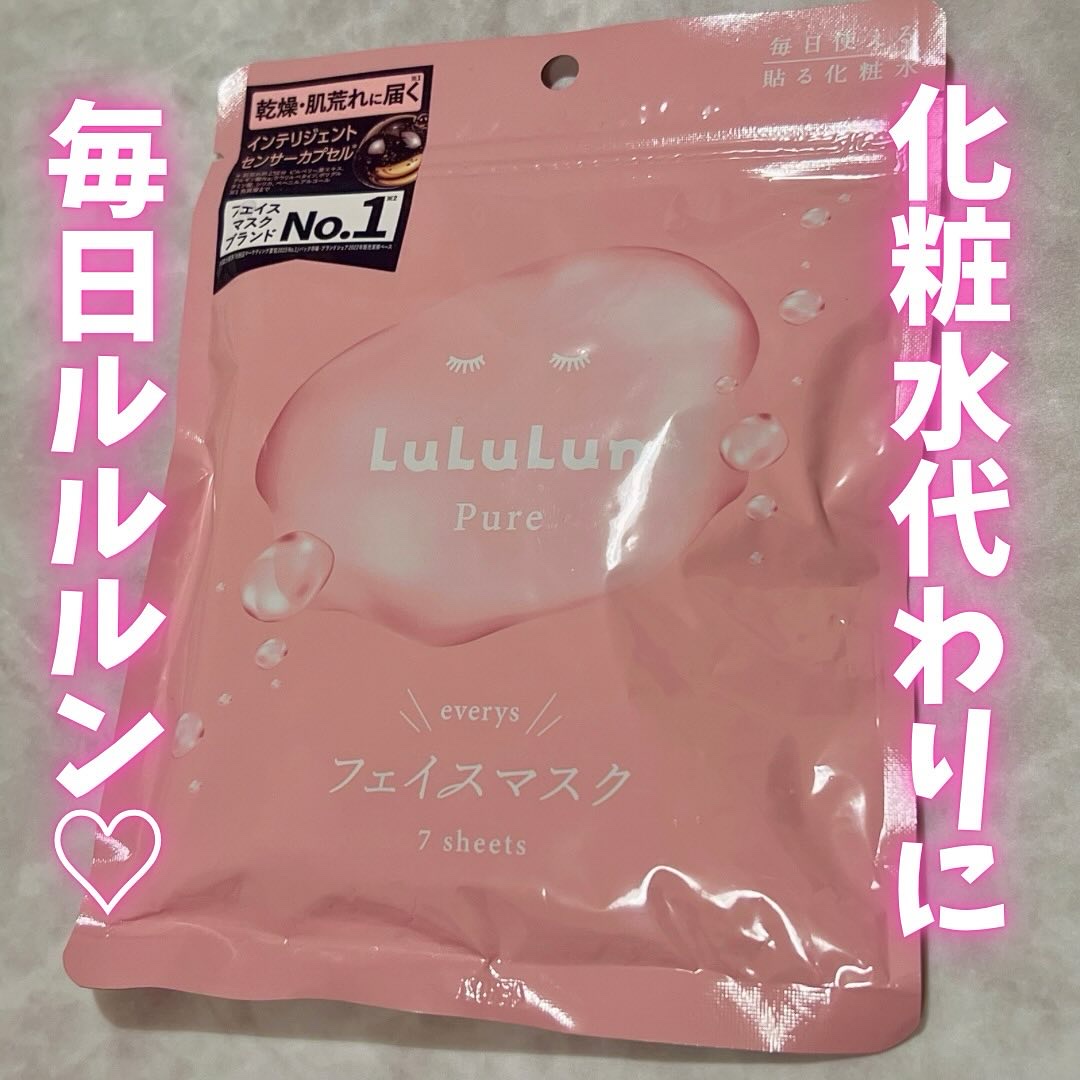 化粧水代わりに
毎日ルルルン♡
毎日使える
貼る化粧水
乾燥・肌荒れに届く
※1
インテリジェント
センサーカプセル
フェイス
マスク
ブランド
No.1
※2
LuLuLun
Pure
everys
フェイスマスク
7 sheets